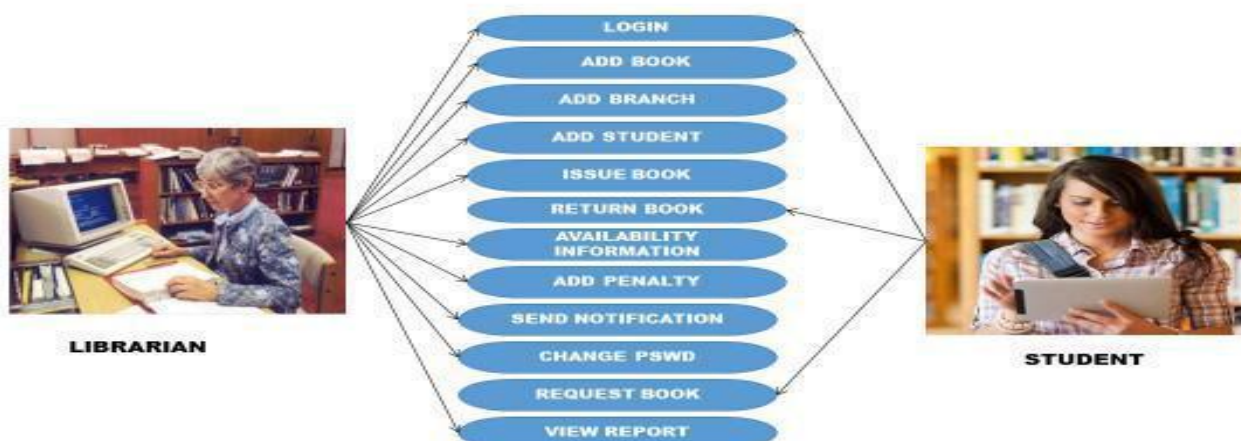 LOGIN
ADD BOOK
ADD BRANCH
ADD STUDENT
ISSUE BOOK
RETURN BOOK
AVAILABILITY
INFORMATION
ADD PENALTY
SEND NOTIFICATION
CHANGE PSWD
REQUEST BOOK
VIEW REPORT
LIBRARIAN
STUDENT